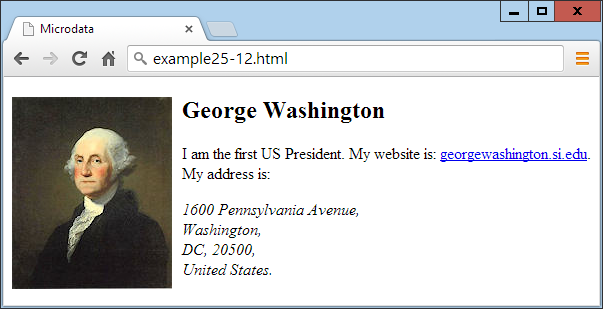 Microdata
example25-12.html
George Washington
I am the first US President. My website is: georgewashington.si.edu.
My address is:
1600 Pennsylvania Avenue,
Washington,
DC, 20500,
United States.